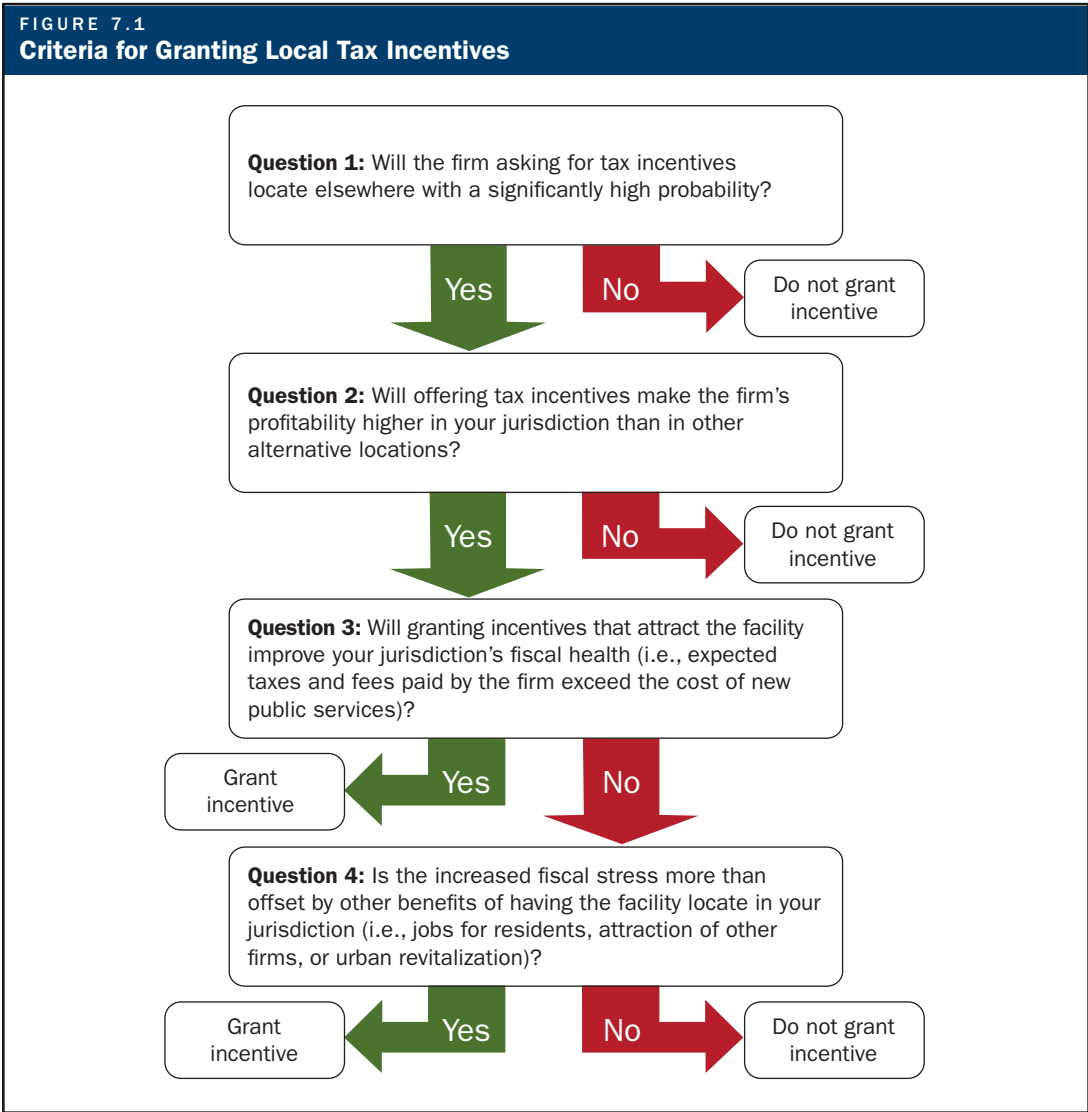 FIGURE 7.1
Criteria for Granting Local Tax Incentives
Question 1: Will the firm asking for tax incentives
locate elsewhere with a significantly high probability?
Yes
No
Do not grant
incentive
Question 2: Will offering tax incentives make the firm's
profitability higher in your jurisdiction than in other
alternative locations?
Yes
No
Do not grant
incentive
Question 3: Will granting incentives that attract the facility
improve your jurisdiction's fiscal health (i.e., expected
taxes and fees paid by the firm exceed the cost of new
public services)?
Grant
incentive
Yes
No
Question 4: Is the increased fiscal stress more than
offset by other benefits of having the facility locate in your
jurisdiction (i.e., jobs for residents, attraction of other
firms, or urban revitalization)?
Grant
incentive
Yes
No
Do not grant
incentive